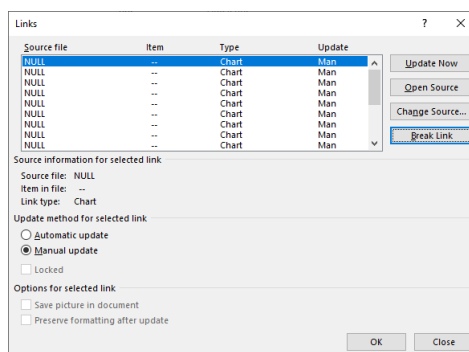 Links ? ×
Source file Item Type Update
NULL -- Chart Man
NULL -- Chart Man
NULL -- Chart Man
NULL -- Chart Man
NULL -- Chart Man
NULL -- Chart Man
NULL -- Chart Man
NULL -- Chart Man
NULL -- Chart Man
Update Now
Open Source
Change Source...
Break Link
Source information for selected link
Source file: NULL
Item in file: --
Link type: Chart
Update method for selected link
Automatic update
Manual update
Locked
Options for selected link
Save picture in document
Preserve formatting after update
OK Close